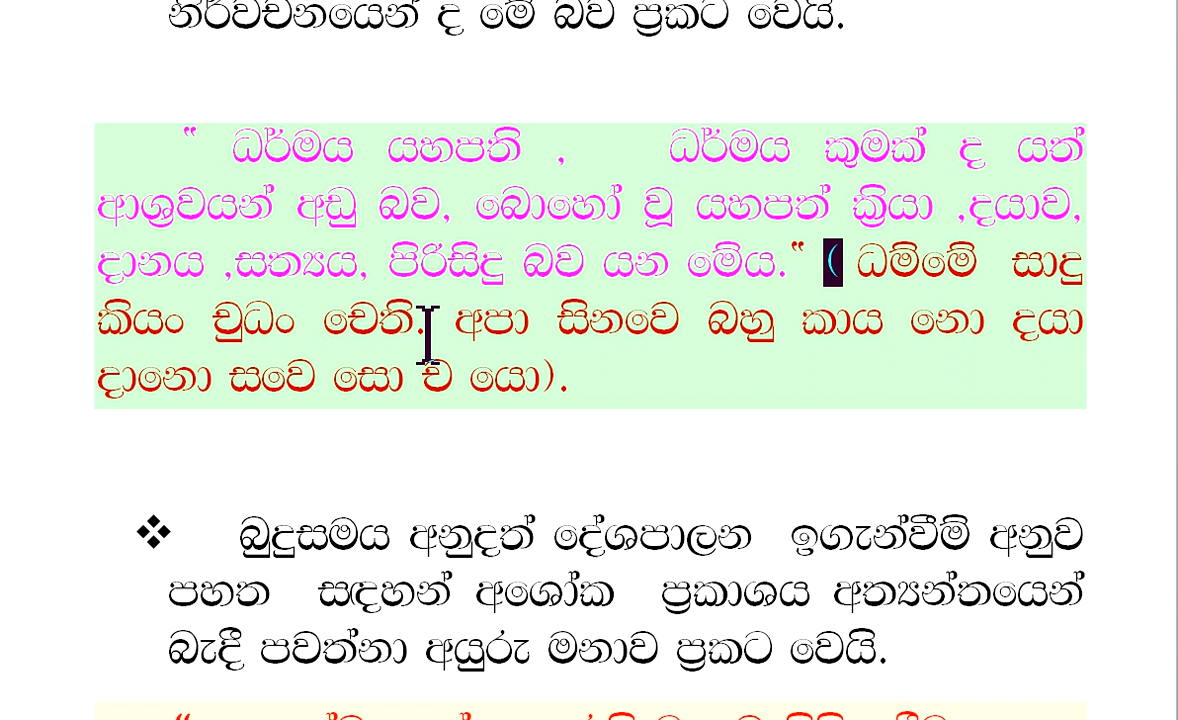 නිර්වචනයෙන් ද මේ බව ප්‍රකට වෙයි.
“ ධර්මය යහපති , ධර්මය කුමක් ද යත්
ආශ්‍රවයන් අඩු බව, බොහෝ වූ යහපත් ක්‍රියා ,දයාව,
දානය ,සත්‍යය, පිරිසිදු බව යන මේය.“ ( ධම්මේ සාදු
කියං චුධං චෙති. අපා සිනවෙ බහු කාය නො දයා
දානො සවෙ සො ච යො).
❖ බුදුසමය අනුදත් දේශපාලන ඉගැන්වීම් අනුව
පහත සඳහන් අශෝක ප්‍රකාශය අත්‍යන්තයෙන්
බැදී පවත්නා අයුරු මනාව ප්‍රකට වෙයි.